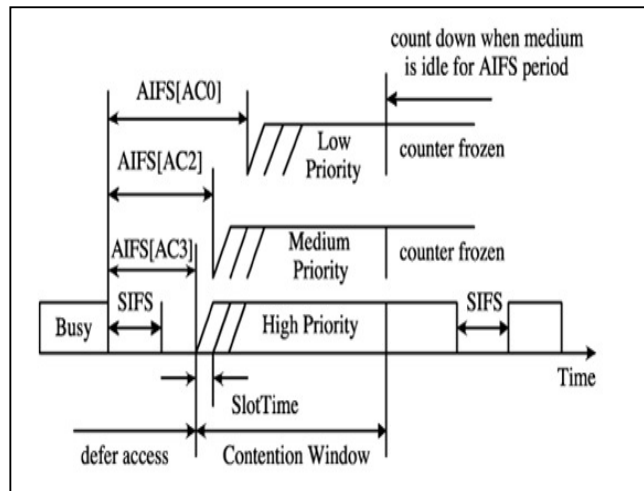 count down when medium
is idle for AIFS period
AIFS[AC0]
Low
Priority
counter frozen
AIFS[AC2]
Medium
Priority
counter frozen
AIFS[AC3]
SIFS
Busy
High Priority
SIFS
Time
SlotTime
defer access
Contention Window